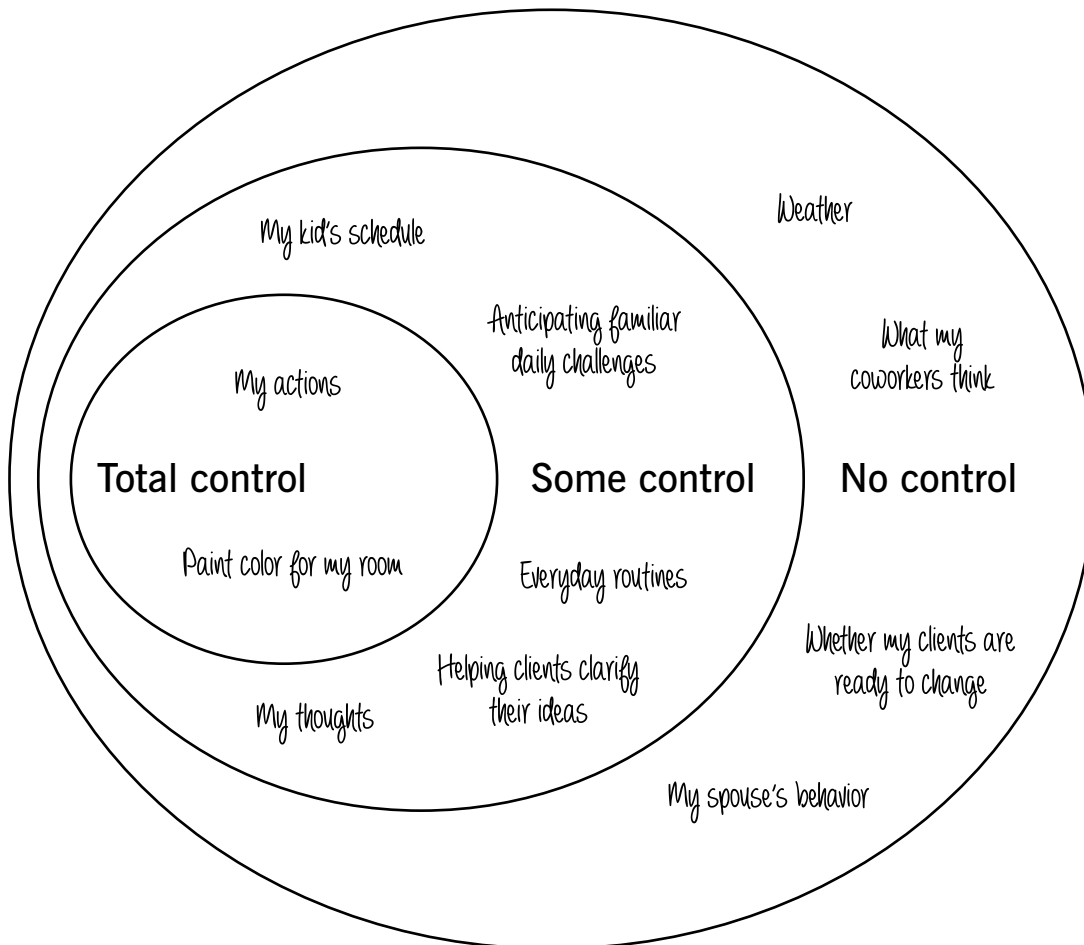 Weather
My kid's schedule
Anticipating familiar
daily challenges
What my
coworkers think
My actions
Total control
Some control
No control
Paint color for my room
Everyday routines
Whether my clients are
ready to change
Helping clients clarify
their ideas
My thoughts
My spouse's behavior